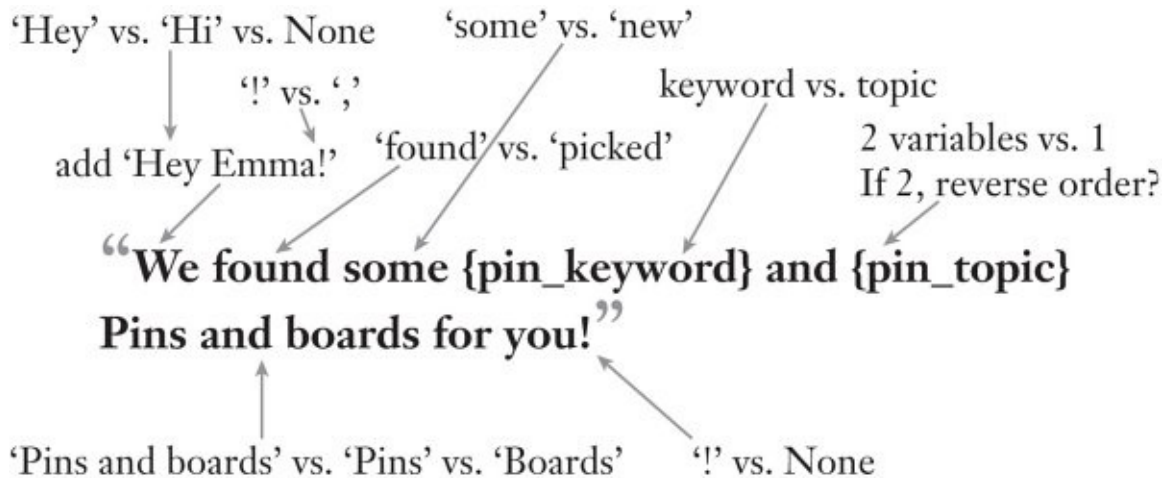 ‘Hey’ vs. ‘Hi’ vs. None
‘some’ vs. ‘new’
‘!’ vs. ‘,’
keyword vs. topic
add ‘Hey Emma!’
‘found’ vs. ‘picked’
2 variables vs. 1
If 2, reverse order?
“We found some {pin_keyword} and {pin_topic}
Pins and boards for you!”
‘Pins and boards’ vs. ‘Pins’ vs. ‘Boards’
‘!’ vs. None